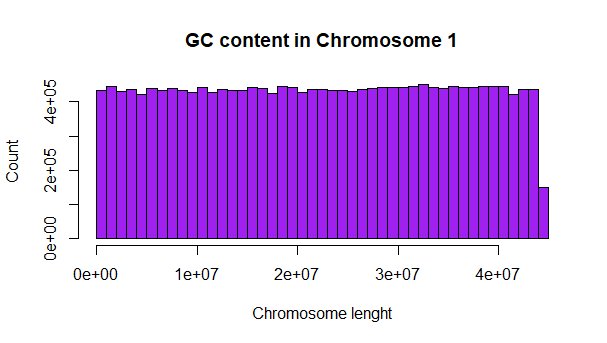 GC content in Chromosome 1
Count
4e+05
2e+05
0e+00
0e+00 1e+07 2e+07 3e+07 4e+07
Chromosome lenght